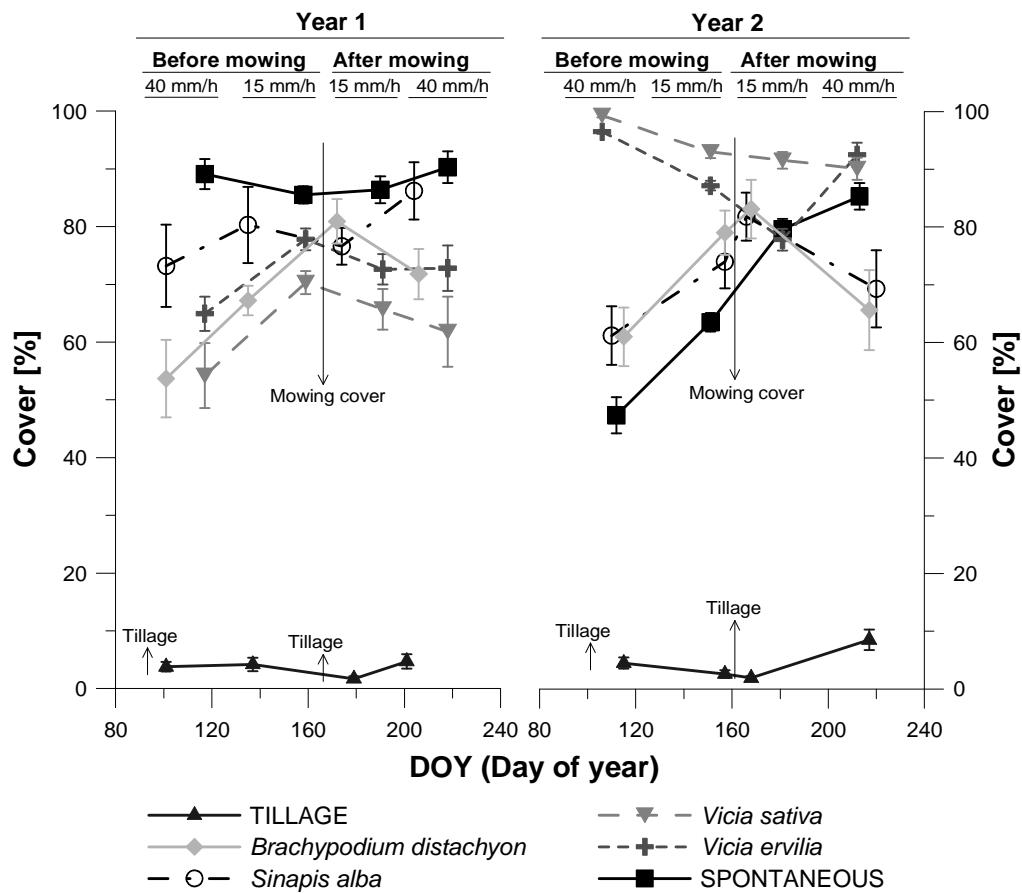 Year 1 Year 2
Before mowing After mowing Before mowing After mowing
40 mm/h 15 mm/h 15 mm/h 40 mm/h 40 mm/h 15 mm/h 15 mm/h 40 mm/h
100 100
80 80
60 60
Mowing cover Mowing cover
Cover [%] Cover [%]
40 40
20 20
Tillage Tillage Tillage Tillage
0 0
80 120 160 200 240 80 120 160 200 240
DOY (Day of year)
TILLAGE Vicia sativa
Brachypodium distachyon Vicia ervilia
Sinapis alba SPONTANEOUS